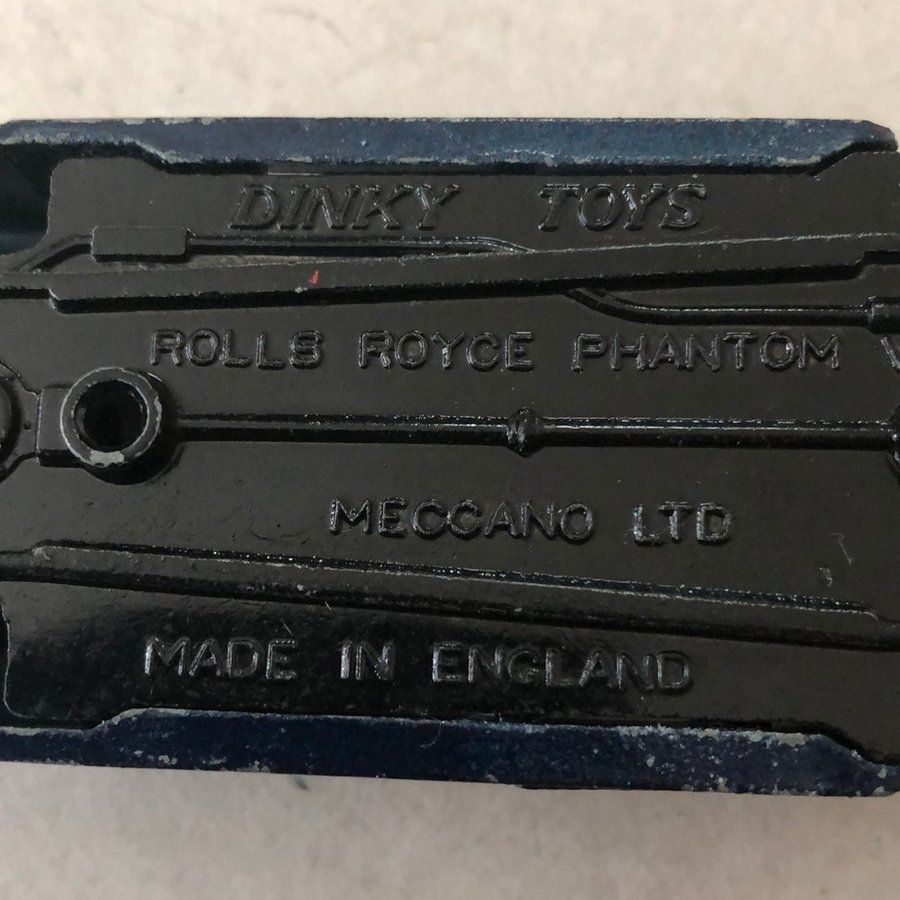 DINKY TOYS
ROLLS ROYCE PHANTOM V
MECCANO LTD
MADE IN ENGLAND